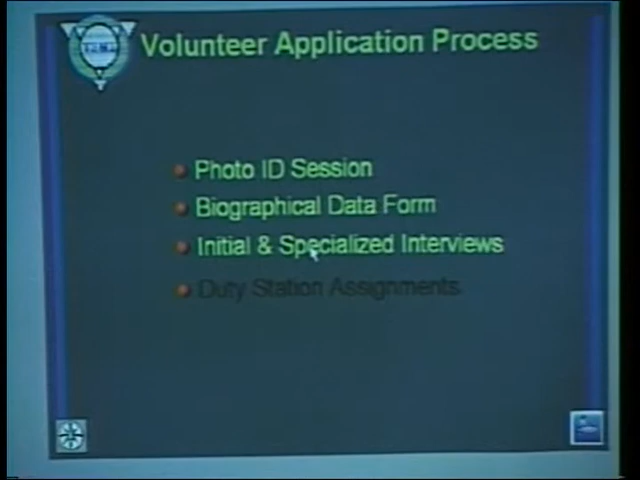 Volunteer Application Process
Photo ID Session
Biographical Data Form
Initial & Specialized Interviews
Duty Station Assignments